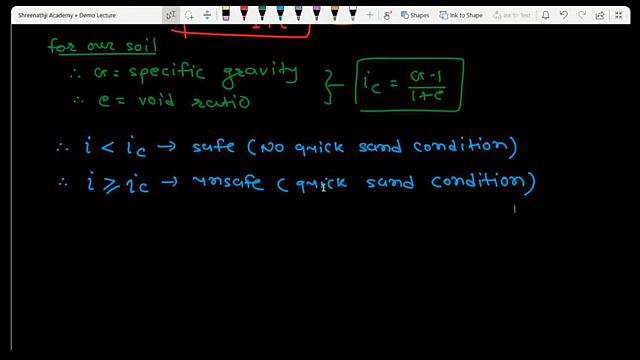 Shreenathji Academy • Demo Lecture
Shapes
Ink to Shape
Ink to Text
for our soil
∴ G = specific gravity
∴ e = void ratio
i_c = G-1 / 1+e
∴ i < i_c → safe (No quick sand condition)
∴ i ≥ i_c → unsafe (quick sand condition)